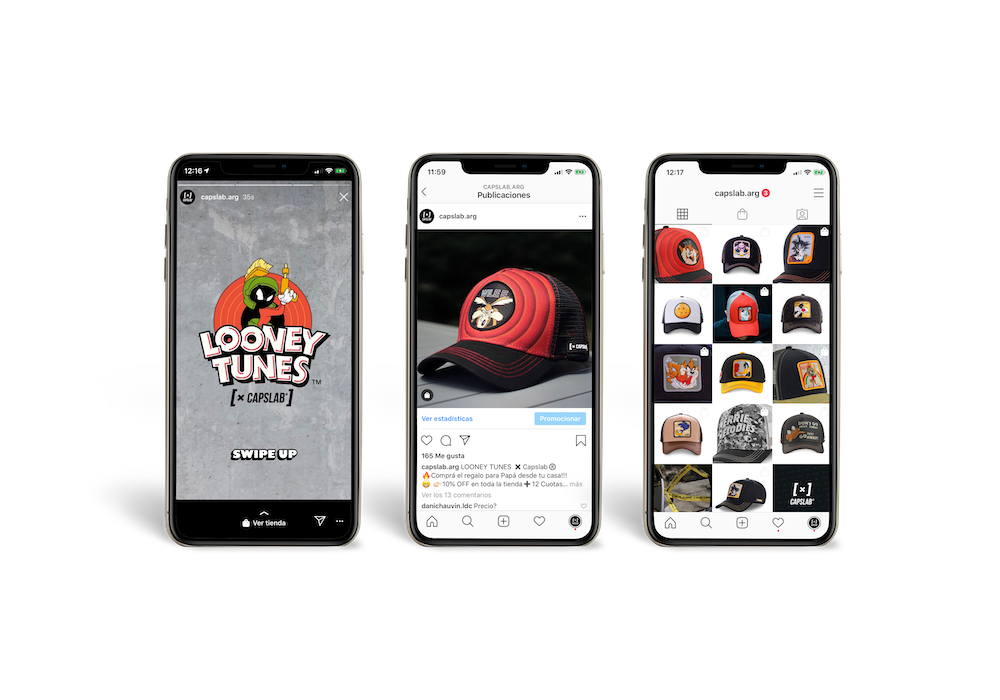 12:16
capslab.arg 35s
LOONEY
TUNES
TM
[× CAPSLAB®]
SWIPE UP
Ver tienda
11:59
CAPSLAB.ARG
Publicaciones
capslab.arg
WILE E.
[× CAPSLAB
Ver estadísticas
Promocionar
165 Me gusta
capslab.arg LOONEY TUNES ✖ Capslab®
🔥Comprá el regalo para Papá desde tu casa!!!
👉🏻10% OFF en toda la tienda ➕ 12 Cuotas... más
Ver los 13 comentarios
danichauvin.ldc Precio?
12:17
capslab.arg 3
[×]
CAPSLAB®